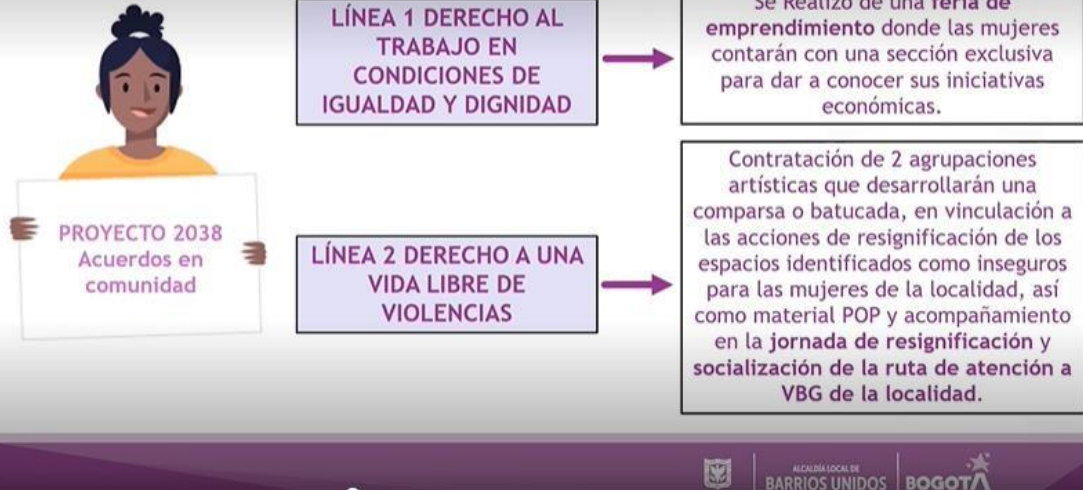 PROYECTO 2038
Acuerdos en
comunidad
LÍNEA 1 DERECHO AL
TRABAJO EN
CONDICIONES DE
IGUALDAD Y DIGNIDAD
Se Realizó de una feria de
emprendimiento donde las mujeres
contarán con una sección exclusiva
para dar a conocer sus iniciativas
económicas.
LÍNEA 2 DERECHO A UNA
VIDA LIBRE DE
VIOLENCIAS
Contratación de 2 agrupaciones
artísticas que desarrollarán una
comparsa o batucada, en vinculación a
las acciones de resignificación de los
espacios identificados como inseguros
para las mujeres de la localidad, así
como material POP y acompañamiento
en la jornada de resignificación y
socialización de la ruta de atención a
VBG de la localidad.
ALCALDÍA LOCAL DE
BARRIOS UNIDOS
BOGOTÁ